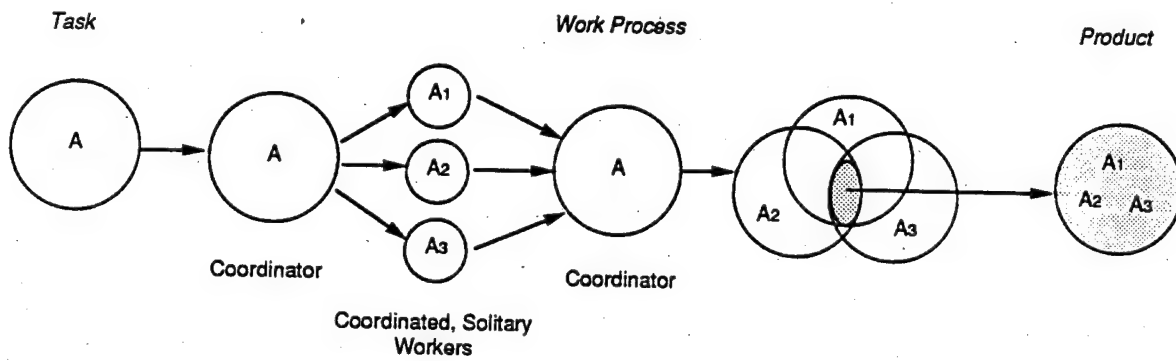 Task
Work Process
Product
A
A
A1
A2
A3
A
A1
A2
A3
A1
A2
A3
Coordinator
Coordinated, Solitary
Workers
Coordinator